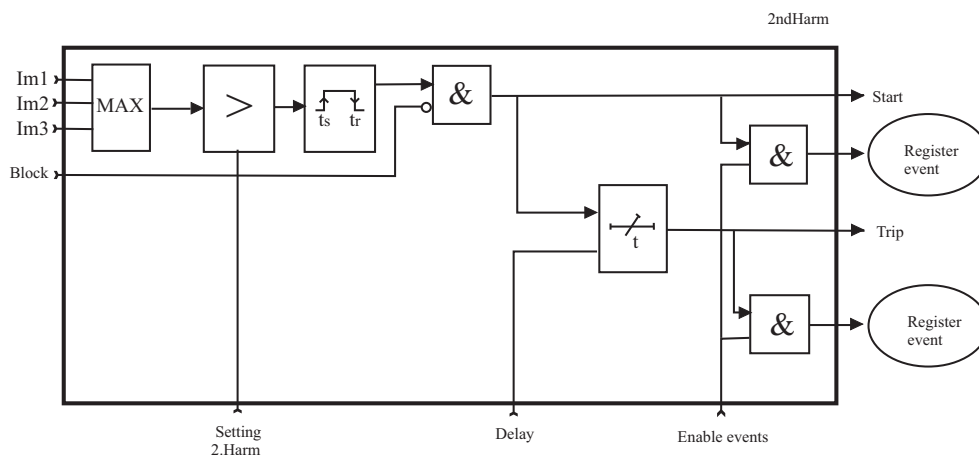 2ndHarm
Im1
Im2
Im3
MAX
>
ts tr
&
Start
Block
&
Register
event
t
Trip
&
Register
event
Setting
2.Harm
Delay
Enable events